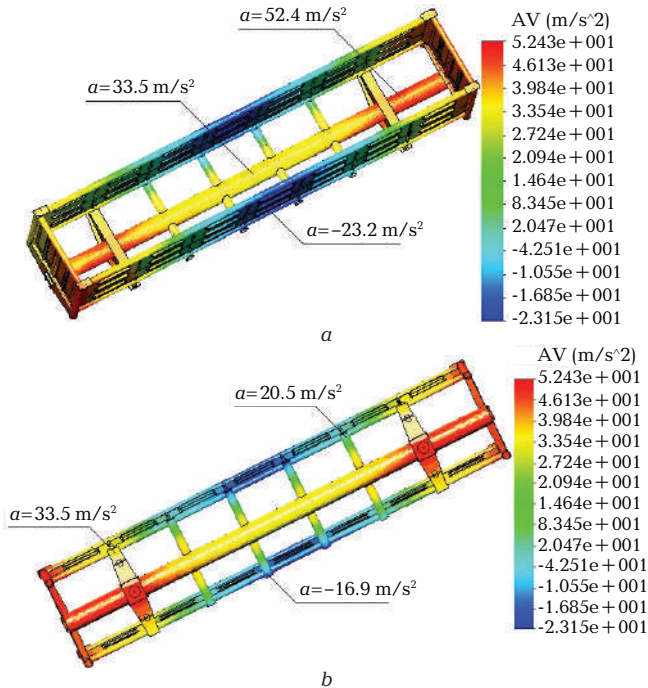 a=52.4 m/s²
a=33.5 m/s²
a=–23.2 m/s²
AV (m/s^2)
5.243e+001
4.613e+001
3.984e+001
3.354e+001
2.724e+001
2.094e+001
1.464e+001
8.345e+001
2.047e+001
-4.251e+001
-1.055e+001
-1.685e+001
-2.315e+001
a
a=20.5 m/s²
a=33.5 m/s²
a=–16.9 m/s²
AV (m/s^2)
5.243e+001
4.613e+001
3.984e+001
3.354e+001
2.724e+001
2.094e+001
1.464e+001
8.345e+001
2.047e+001
-4.251e+001
-1.055e+001
-1.685e+001
-2.315e+001
b